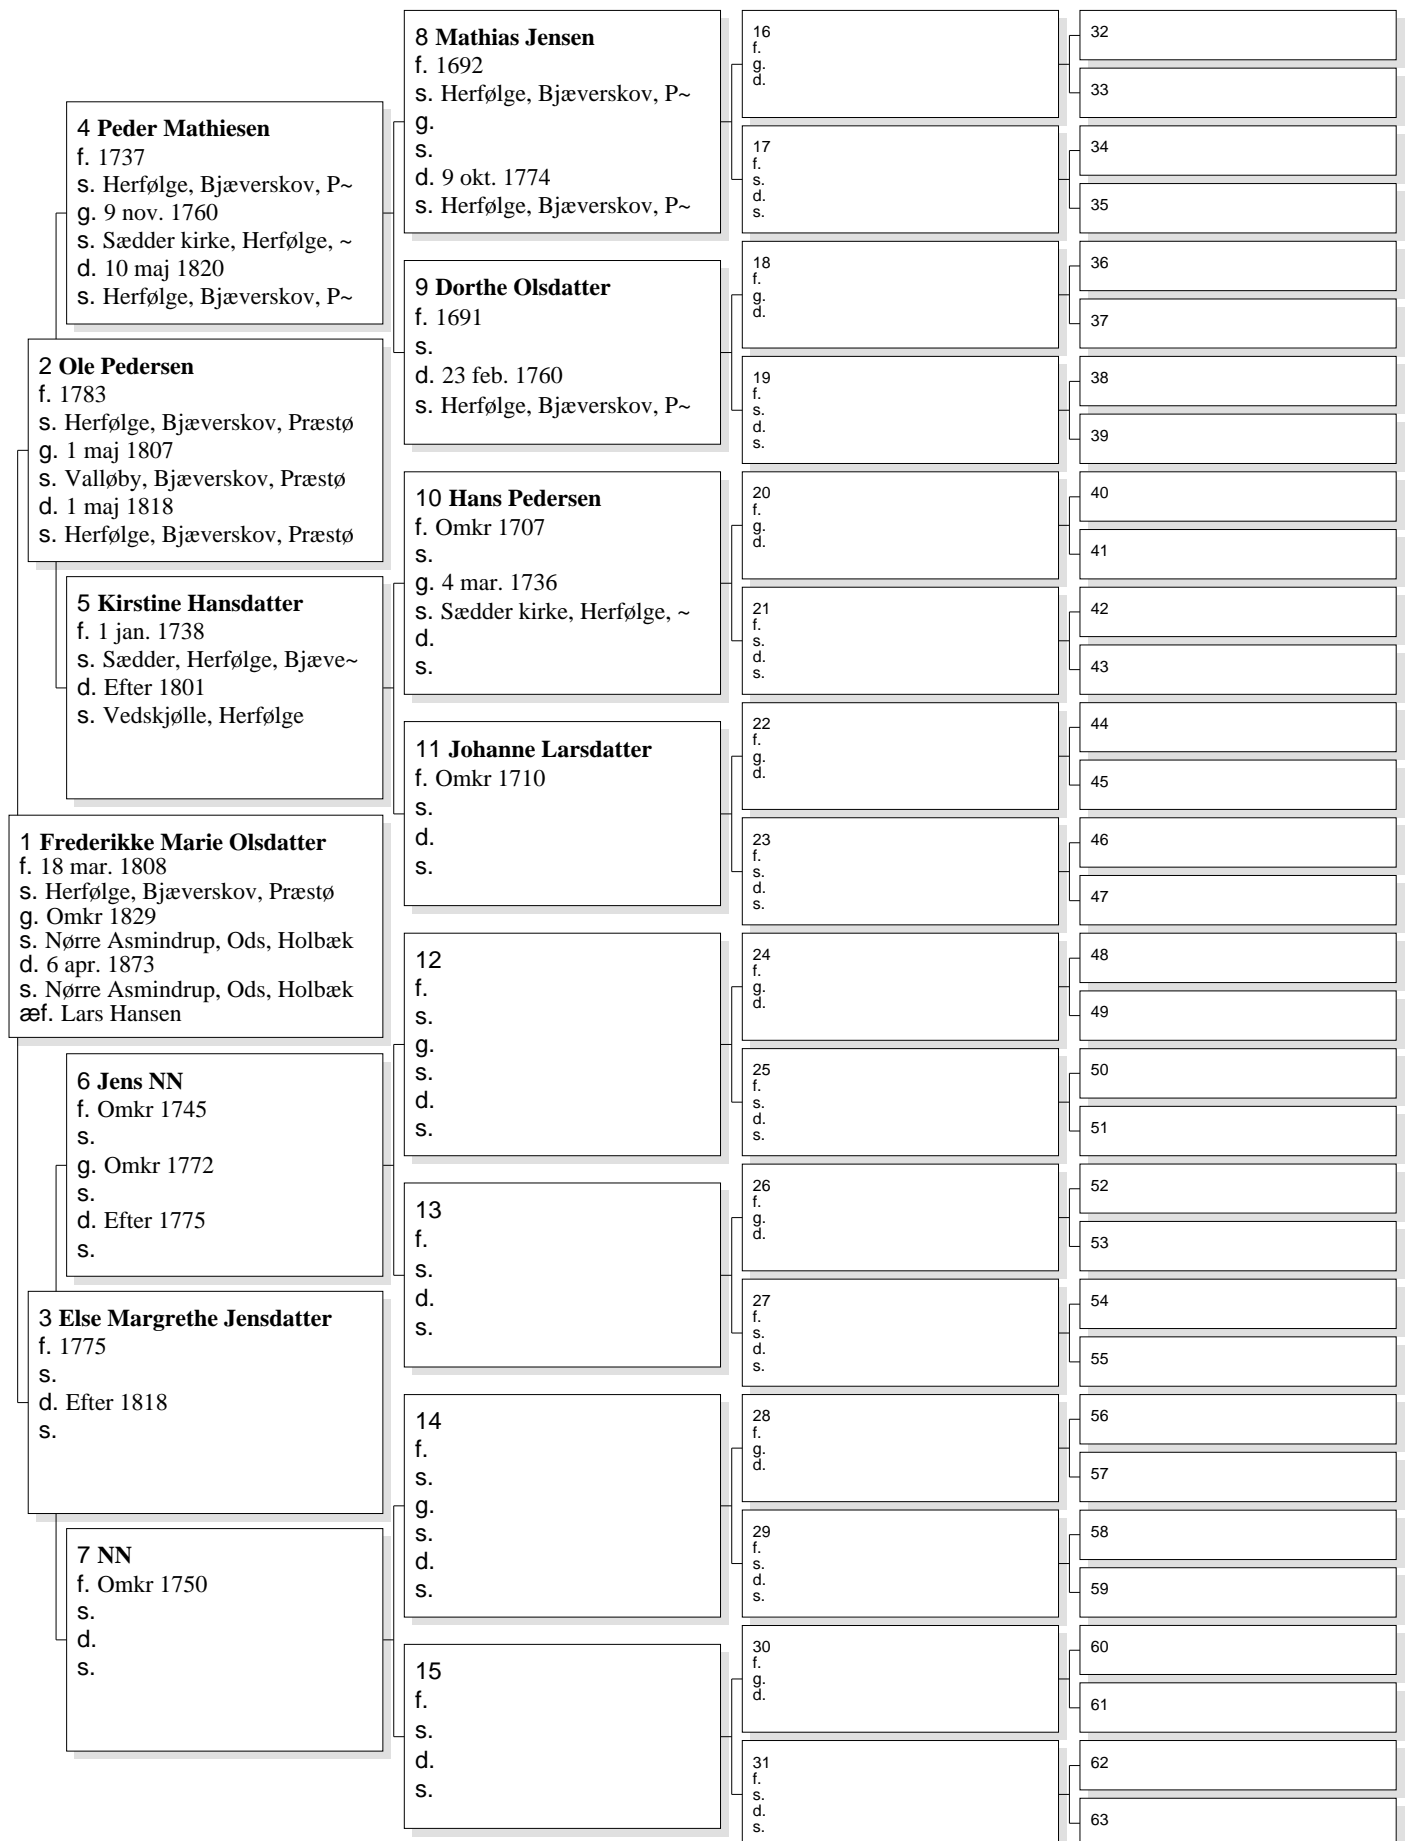 8 Mathias Jensen
f. 1692
s. Herfølge, Bjæverskov, P~
g.
s.
d. 9 okt. 1774
s. Herfølge, Bjæverskov, P~
4 Peder Mathiesen
f. 1737
s. Herfølge, Bjæverskov, P~
g. 9 nov. 1760
s. Sædder kirke, Herfølge, ~
d. 10 maj 1820
s. Herfølge, Bjæverskov, P~
9 Dorthe Olsdatter
f. 1691
s.
d. 23 feb. 1760
s. Herfølge, Bjæverskov, P~
2 Ole Pedersen
f. 1783
s. Herfølge, Bjæverskov, Præstø
g. 1 maj 1807
s. Valløby, Bjæverskov, Præstø
d. 1 maj 1818
s. Herfølge, Bjæverskov, Præstø
10 Hans Pedersen
f. Omkr 1707
s.
g. 4 mar. 1736
s. Sædder kirke, Herfølge, ~
d.
s.
5 Kirstine Hansdatter
f. 1 jan. 1738
s. Sædder, Herfølge, Bjæve~
d. Efter 1801
s. Vedskjølle, Herfølge
11 Johanne Larsdatter
f. Omkr 1710
s.
d.
s.
1 Frederikke Marie Olsdatter
f. 18 mar. 1808
s. Herfølge, Bjæverskov, Præstø
g. Omkr 1829
s. Nørre Asmindrup, Ods, Holbæk
d. 6 apr. 1873
s. Nørre Asmindrup, Ods, Holbæk
æf. Lars Hansen
12
f.
s.
g.
s.
d.
s.
6 Jens NN
f. Omkr 1745
s.
g. Omkr 1772
s.
d. Efter 1775
s.
13
f.
s.
d.
s.
3 Else Margrethe Jensdatter
f. 1775
s.
d. Efter 1818
s.
14
f.
s.
g.
s.
d.
s.
7 NN
f. Omkr 1750
s.
d.
s.
15
f.
s.
d.
s.
16
f.
g.
d.
17
f.
s.
d.
s.
18
f.
g.
d.
19
f.
s.
d.
s.
20
f.
g.
d.
21
f.
s.
d.
s.
22
f.
g.
d.
23
f.
s.
d.
s.
24
f.
g.
d.
25
f.
s.
d.
s.
26
f.
g.
d.
27
f.
s.
d.
s.
28
f.
g.
d.
29
f.
s.
d.
s.
30
f.
g.
d.
31
f.
s.
d.
s.
32
33
34
35
36
37
38
39
40
41
42
43
44
45
46
47
48
49
50
51
52
53
54
55
56
57
58
59
60
61
62
63